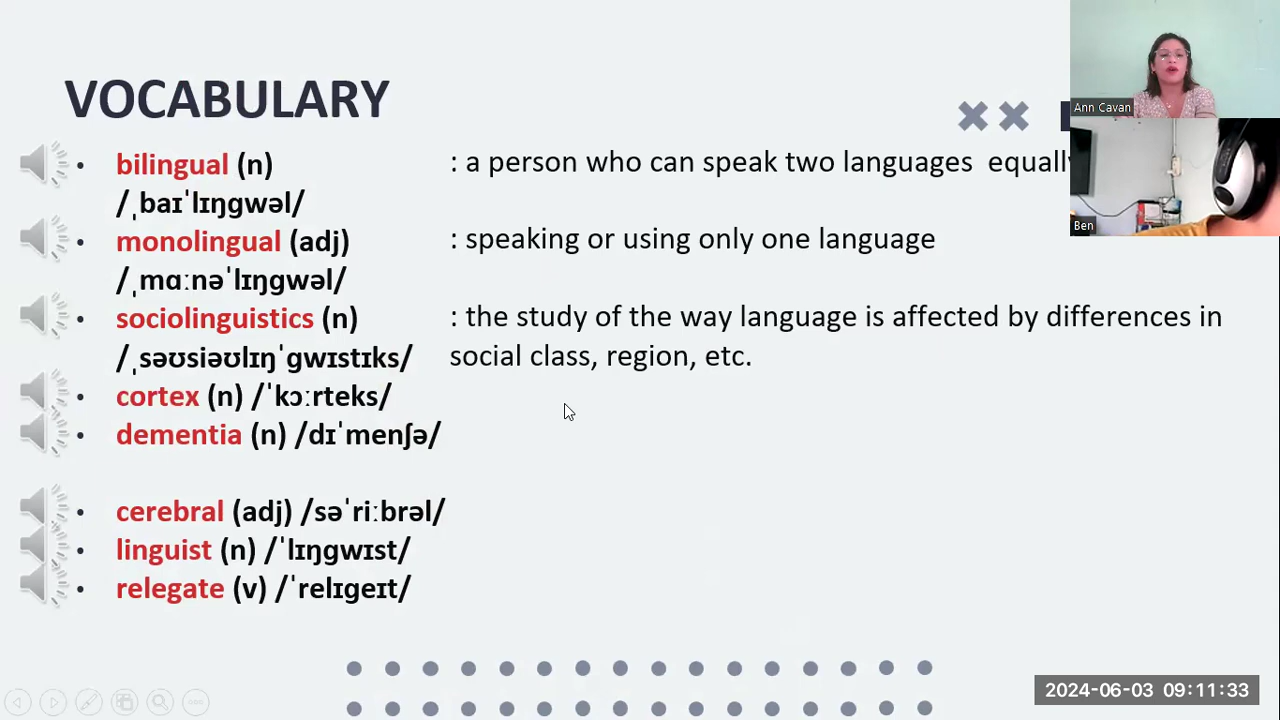 VOCABULARY
Ann Cavan
Ben
• bilingual (n) : a person who can speak two languages equally
/ˌbaɪˈlɪŋɡwəl/
• monolingual (adj) : speaking or using only one language
/ˌmɑːnəˈlɪŋɡwəl/
• sociolinguistics (n) : the study of the way language is affected by differences in
/ˌsəʊsiəʊlɪŋˈɡwɪstɪks/ social class, region, etc.
• cortex (n) /ˈkɔːrteks/
• dementia (n) /dɪˈmenʃə/
• cerebral (adj) /səˈriːbrəl/
• linguist (n) /ˈlɪŋɡwɪst/
• relegate (v) /ˈrelɪɡeɪt/
2024-06-03 09:11:33